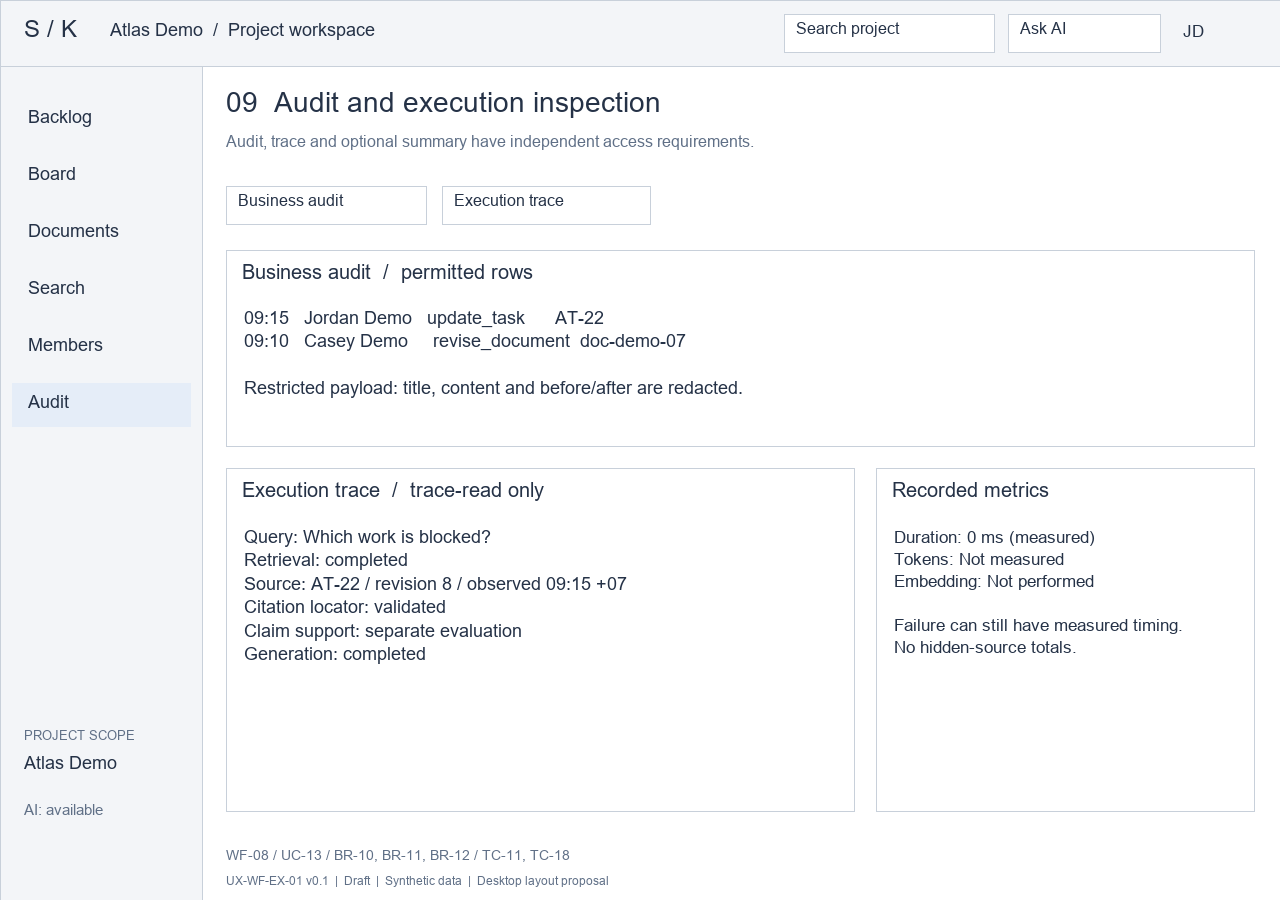 S / K
Atlas Demo / Project workspace
Search project
Ask AI
JD
Backlog
Board
Documents
Search
Members
Audit
PROJECT SCOPE
Atlas Demo
AI: available
09 Audit and execution inspection
Audit, trace and optional summary have independent access requirements.
Business audit
Execution trace
Business audit / permitted rows
09:15 Jordan Demo update_task AT-22
09:10 Casey Demo revise_document doc-demo-07
Restricted payload: title, content and before/after are redacted.
Execution trace / trace-read only
Query: Which work is blocked?
Retrieval: completed
Source: AT-22 / revision 8 / observed 09:15 +07
Citation locator: validated
Claim support: separate evaluation
Generation: completed
Recorded metrics
Duration: 0 ms (measured)
Tokens: Not measured
Embedding: Not performed
Failure can still have measured timing.
No hidden-source totals.
WF-08 / UC-13 / BR-10, BR-11, BR-12 / TC-11, TC-18
UX-WF-EX-01 v0.1 | Draft | Synthetic data | Desktop layout proposal